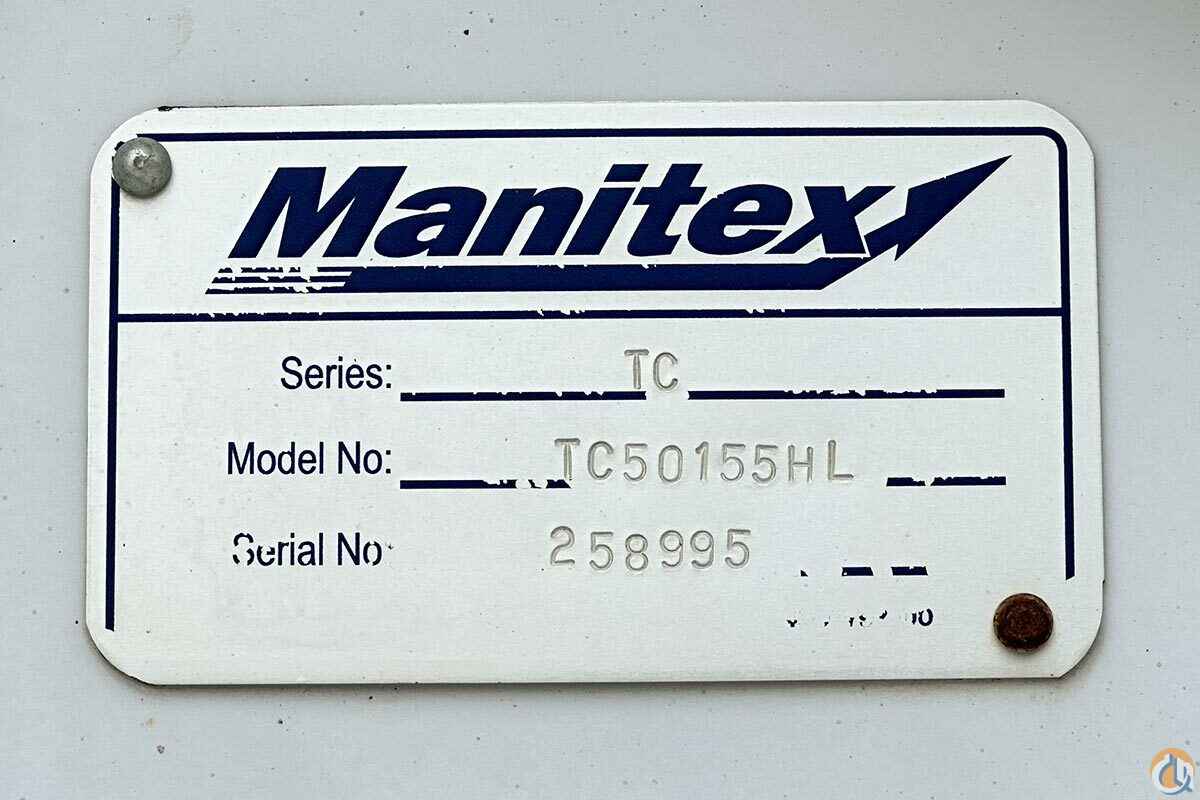 Manitex
Series: TC
Model No: TC50155HL
Serial No 258995